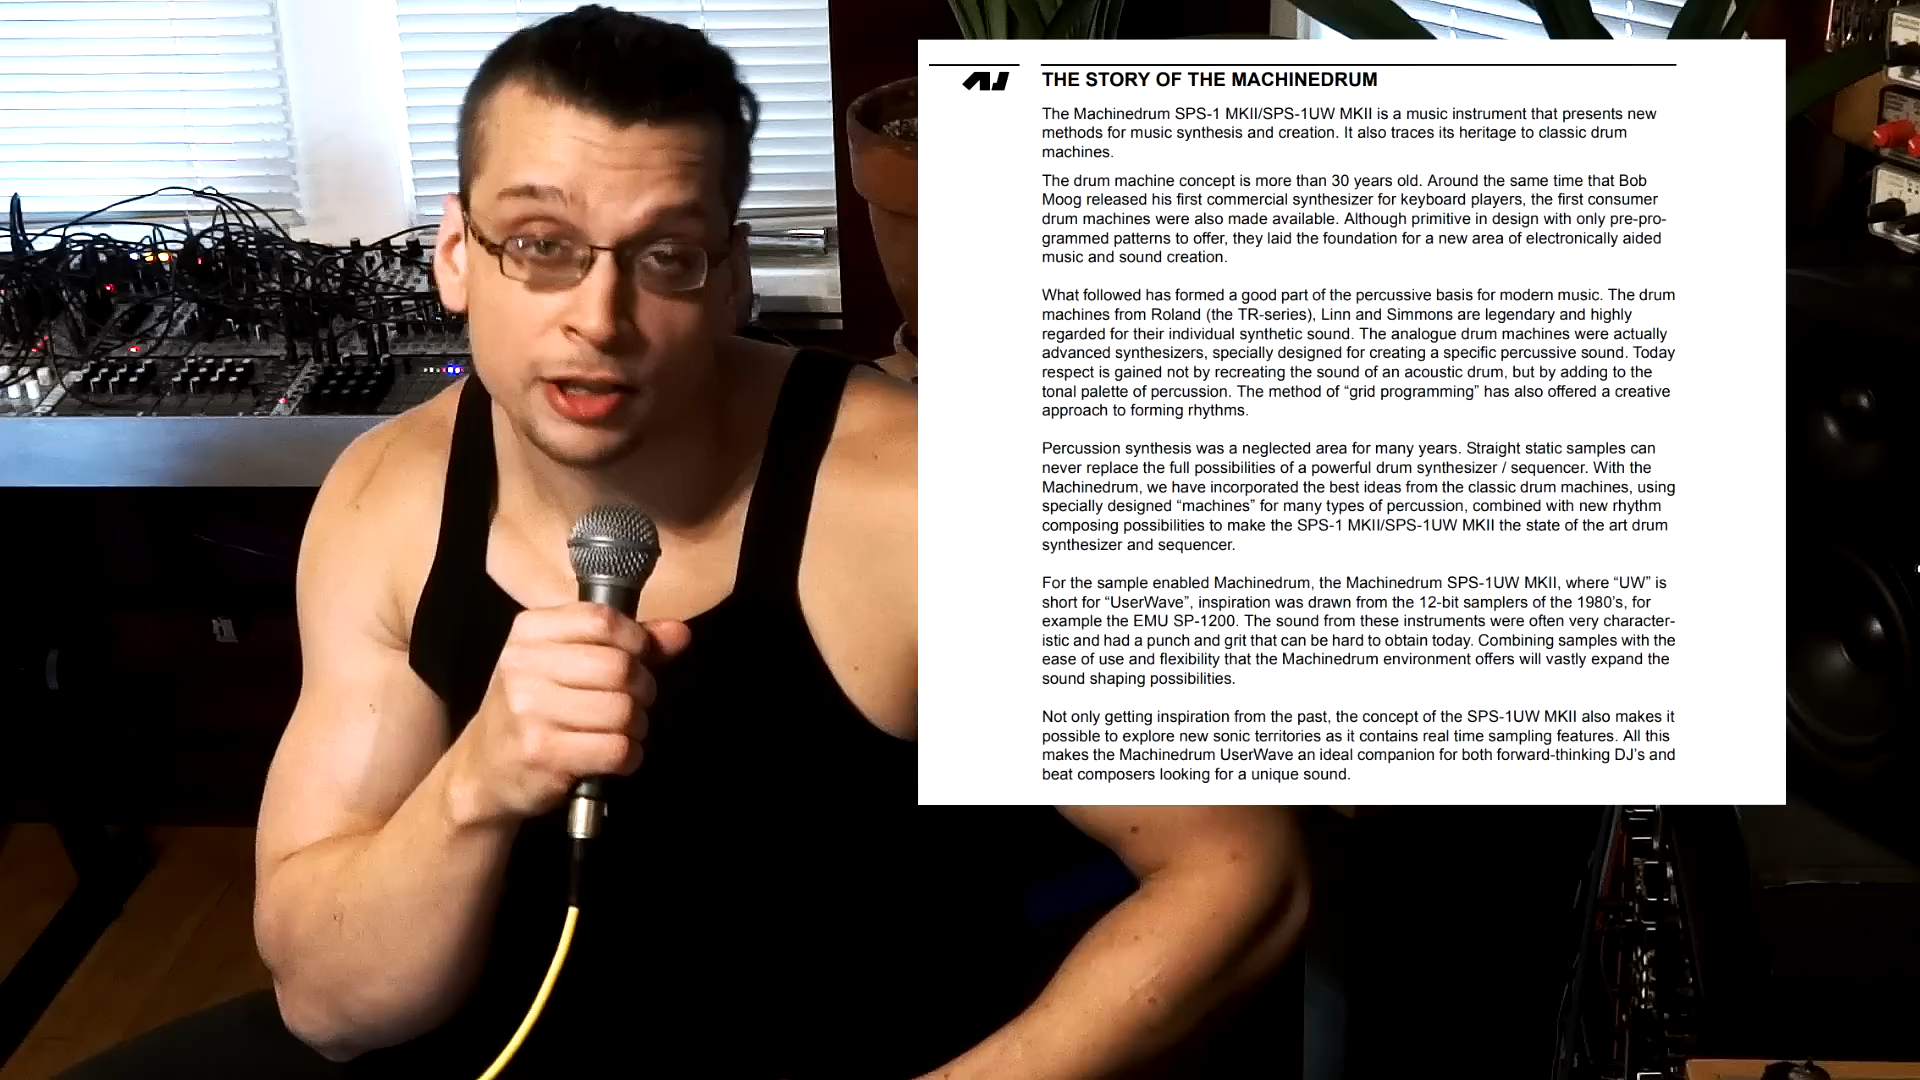 THE STORY OF THE MACHINEDRUM
The Machinedrum SPS-1 MKII/SPS-1UW MKII is a music instrument that presents new
methods for music synthesis and creation. It also traces its heritage to classic drum
machines.
The drum machine concept is more than 30 years old. Around the same time that Bob
Moog released his first commercial synthesizer for keyboard players, the first consumer
drum machines were also made available. Although primitive in design with only pre-pro-
grammed patterns to offer, they laid the foundation for a new area of electronically aided
music and sound creation.
What followed has formed a good part of the percussive basis for modern music. The drum
machines from Roland (the TR-series), Linn and Simmons are legendary and highly
regarded for their individual synthetic sound. The analogue drum machines were actually
advanced synthesizers, specially designed for creating a specific percussive sound. Today
respect is gained not by recreating the sound of an acoustic drum, but by adding to the
tonal palette of percussion. The method of “grid programming” has also offered a creative
approach to forming rhythms.
Percussion synthesis was a neglected area for many years. Straight static samples can
never replace the full possibilities of a powerful drum synthesizer / sequencer. With the
Machinedrum, we have incorporated the best ideas from the classic drum machines, using
specially designed “machines” for many types of percussion, combined with new rhythm
composing possibilities to make the SPS-1 MKII/SPS-1UW MKII the state of the art drum
synthesizer and sequencer.
For the sample enabled Machinedrum, the Machinedrum SPS-1UW MKII, where “UW” is
short for “UserWave”, inspiration was drawn from the 12-bit samplers of the 1980’s, for
example the EMU SP-1200. The sound from these instruments were often very character-
istic and had a punch and grit that can be hard to obtain today. Combining samples with the
ease of use and flexibility that the Machinedrum environment offers will vastly expand the
sound shaping possibilities.
Not only getting inspiration from the past, the concept of the SPS-1UW MKII also makes it
possible to explore new sonic territories as it contains real time sampling features. All this
makes the Machinedrum UserWave an ideal companion for both forward-thinking DJ’s and
beat composers looking for a unique sound.